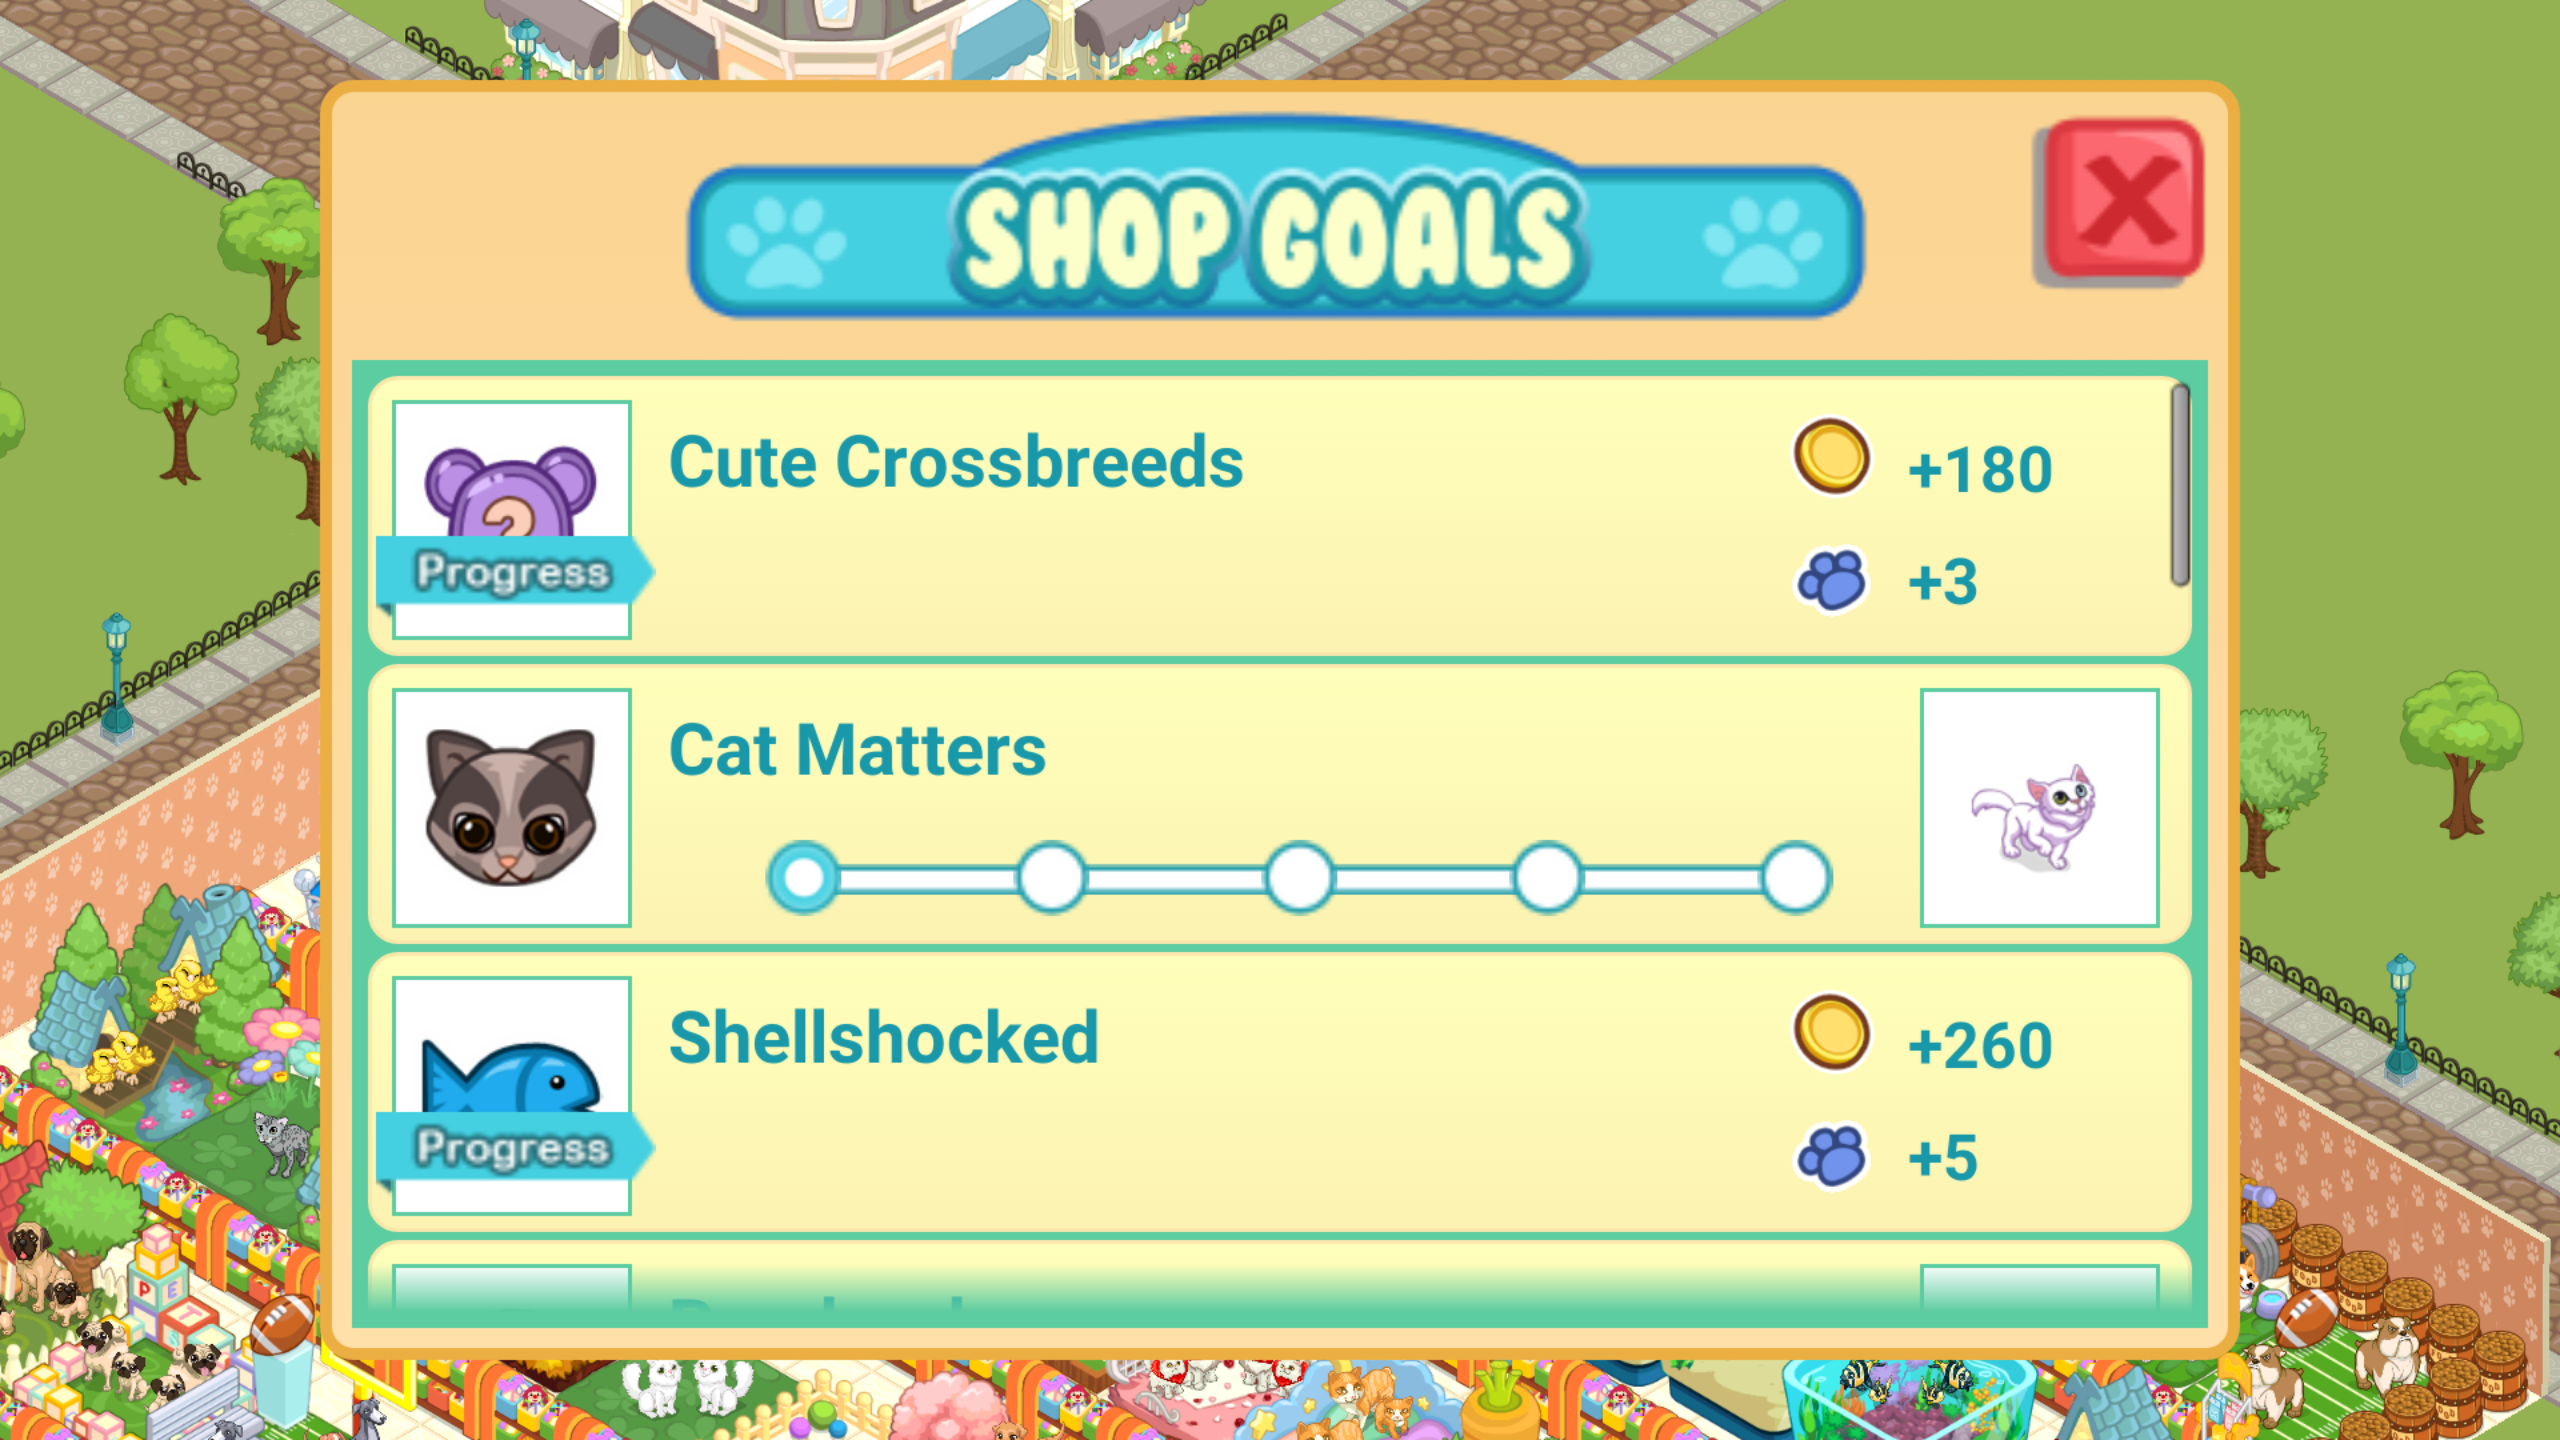 SHOP GOALS
Cute Crossbreeds
+180
Progress
+3
Cat Matters
Shellshocked
+260
Progress
+5